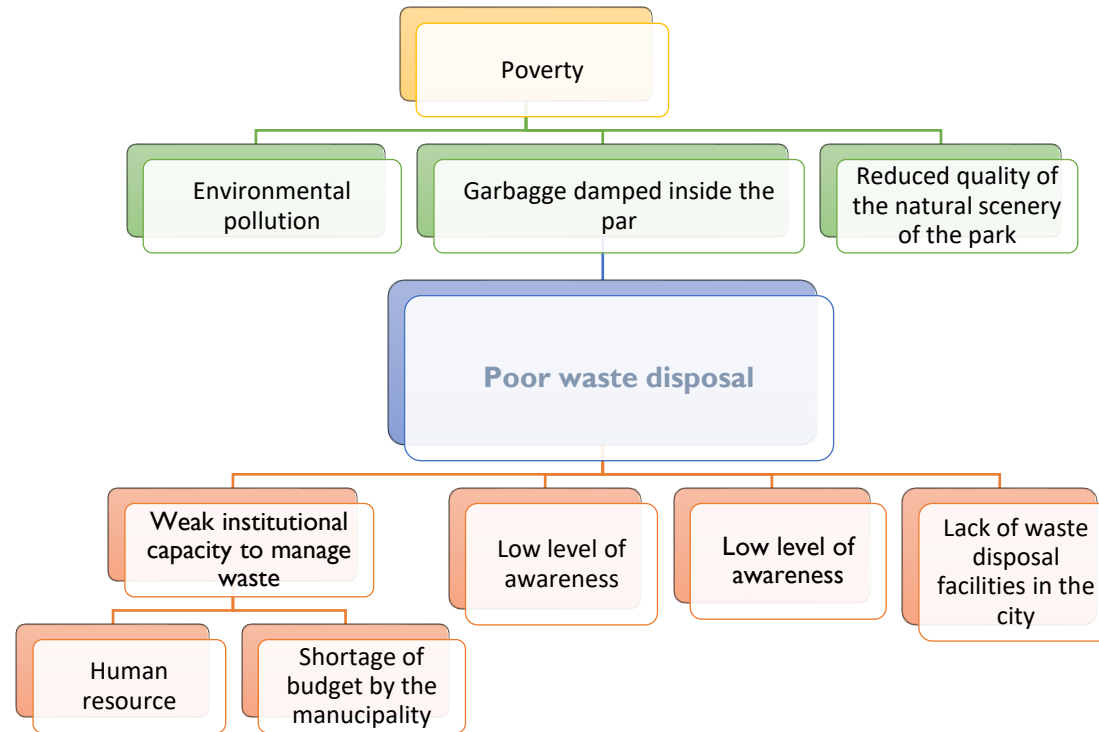 Poverty
Environmental
pollution
Garbagge damped inside the
par
Reduced quality of
the natural scenery
of the park
Poor waste disposal
Weak institutional
capacity to manage
waste
Low level of
awareness
Low level of
awareness
Lack of waste
disposal
facilities in the
city
Human
resource
Shortage of
budget by the
manucipality